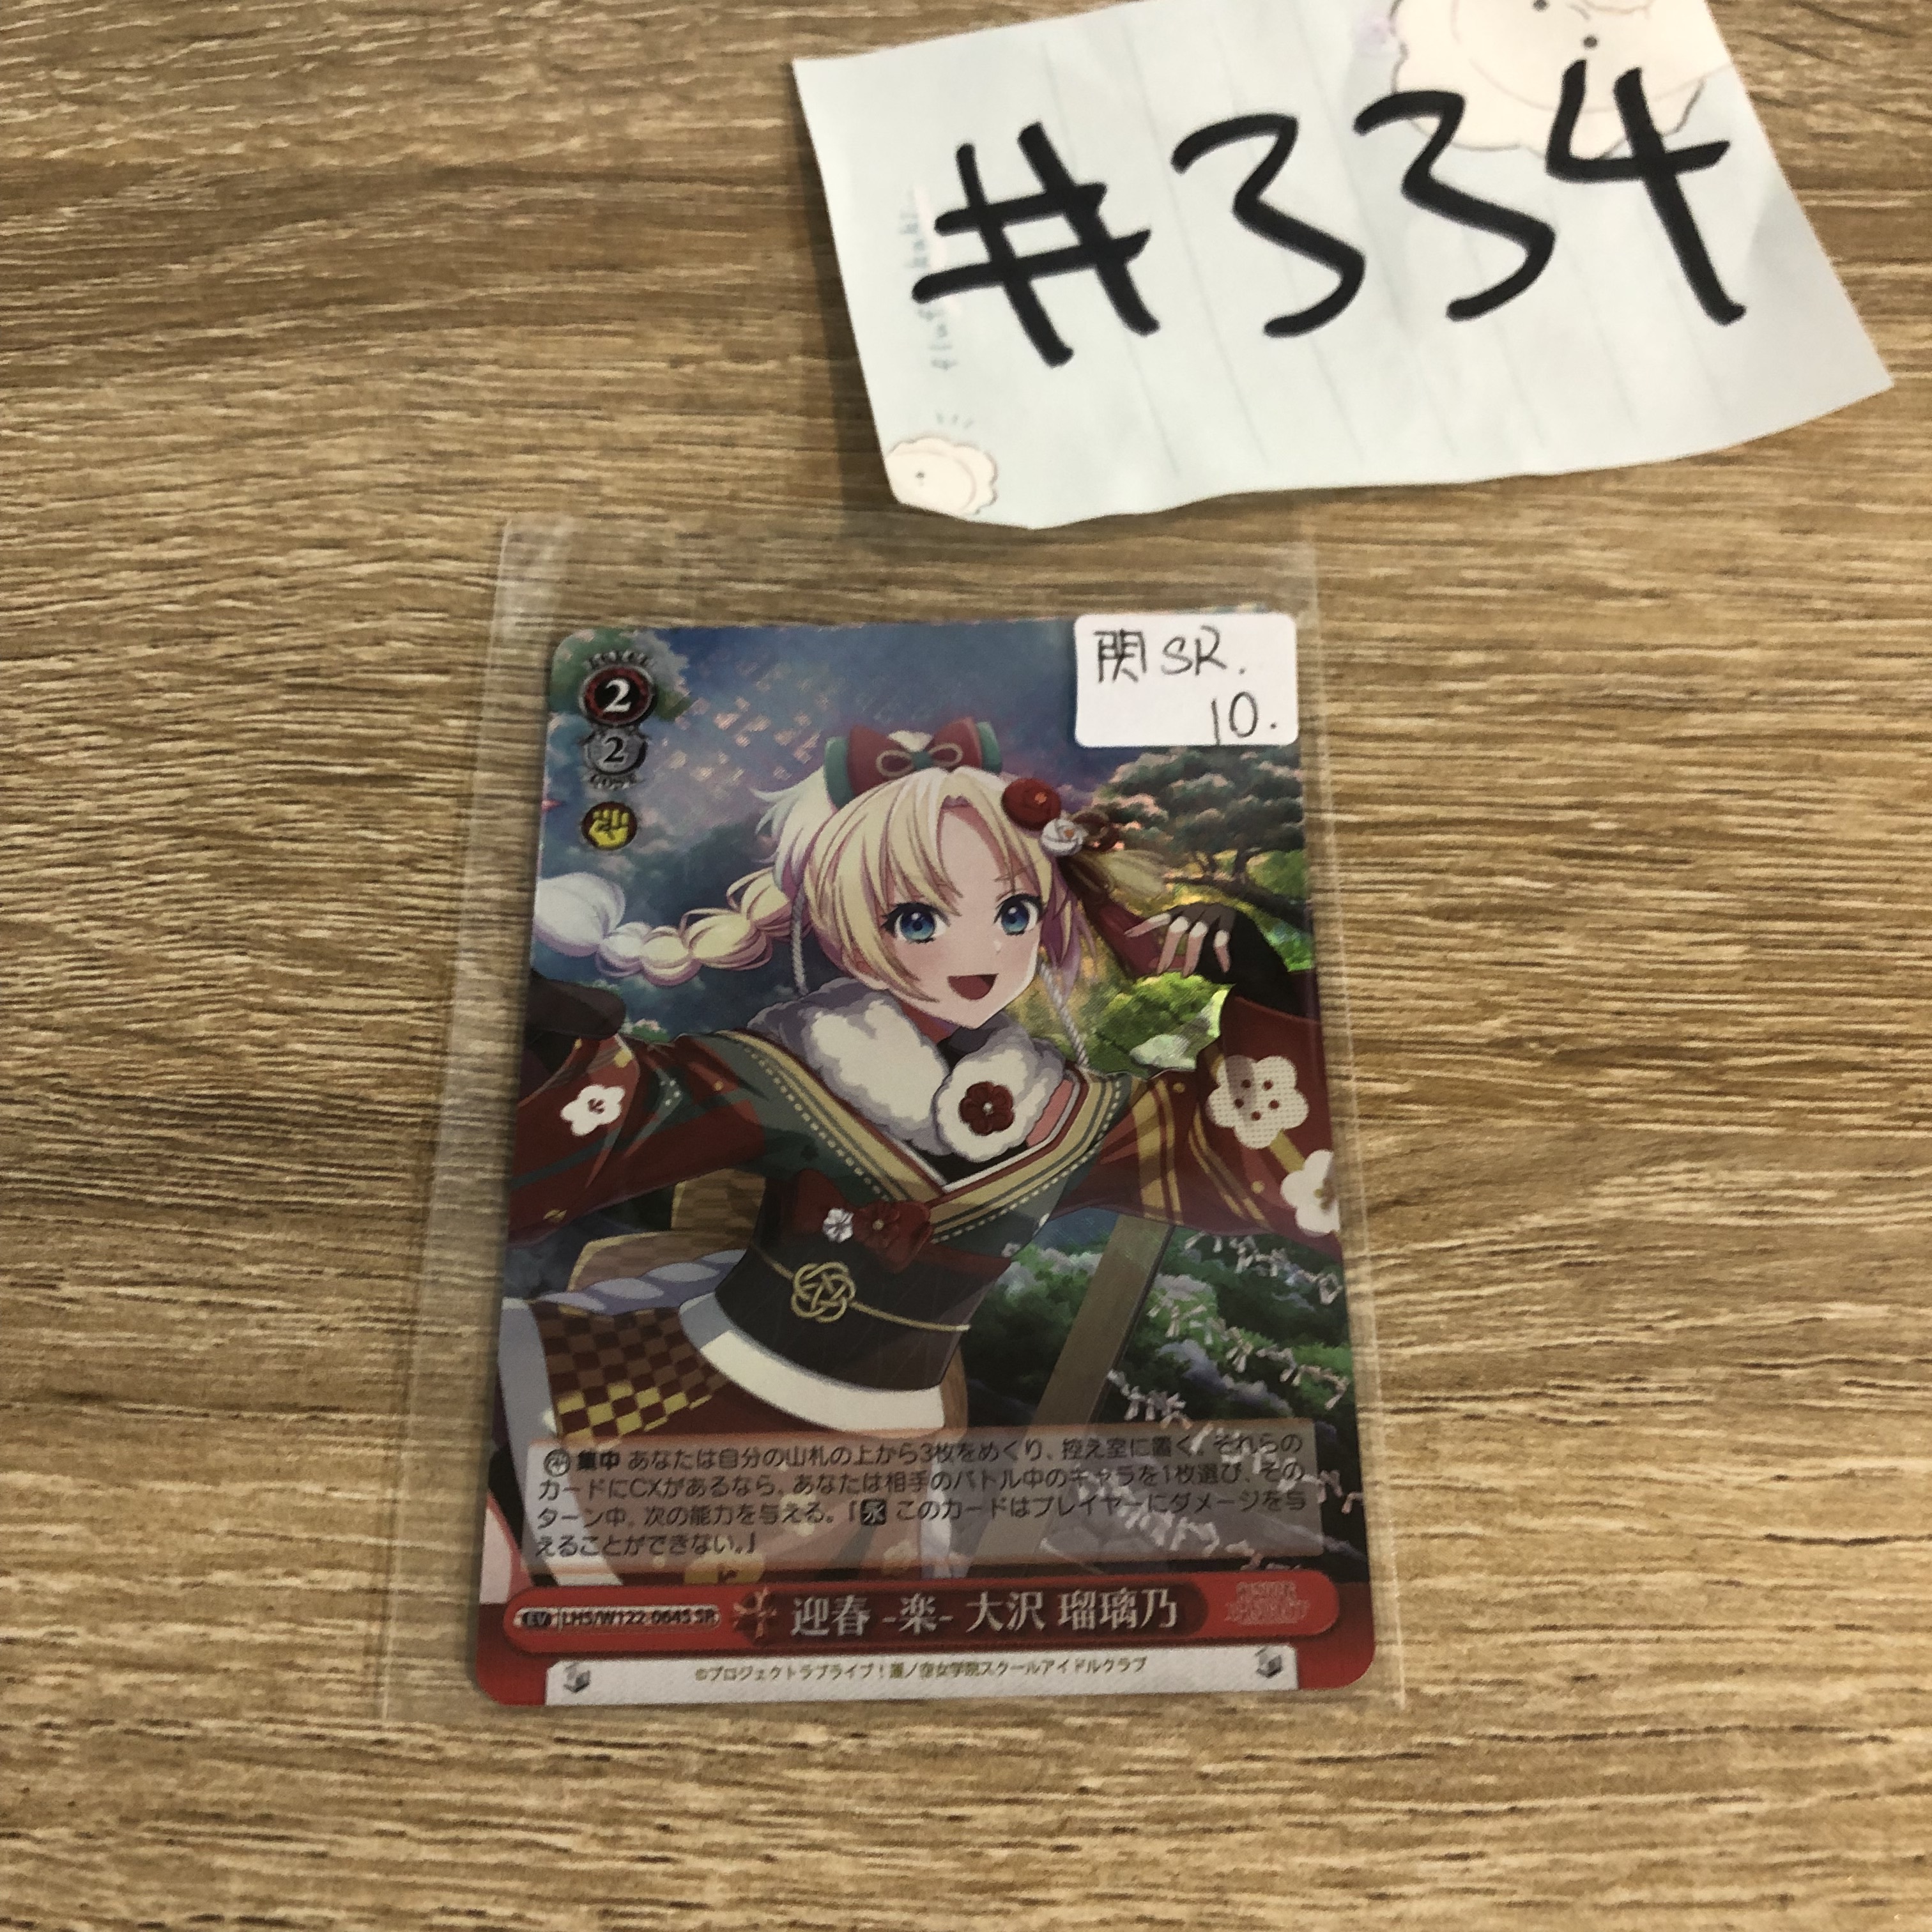 #334
閃SR.
10.
2
2
集中 あなたは自分の山札の上から3枚をめくり、控え室に置く。それらの
カードにCXがあるなら、あなたは相手のバトル中のキャラを1枚選び、その
ターン中、次の能力を与える。『永 このカードはプレイヤーにダメージを与
えることができない。』
EV LHS/W122-064S SR 迎春 -楽- 大沢 瑠璃乃
©プロジェクトラブライブ！蓮ノ空女学院スクールアイドルクラブ